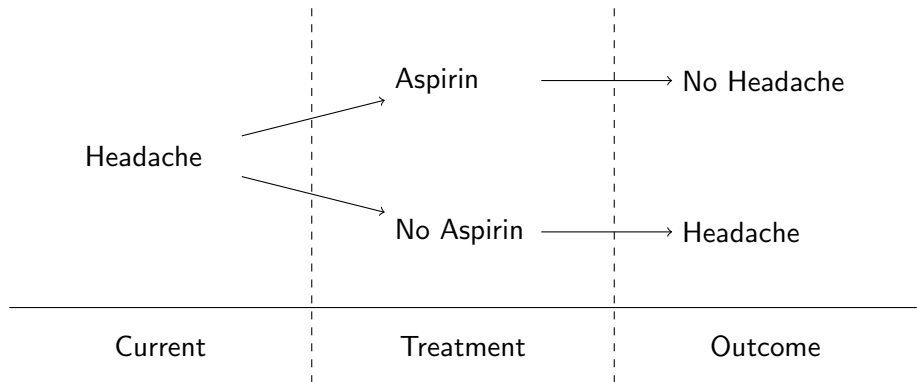 Aspirin
No Headache
Headache
No Aspirin
Headache
Current
Treatment
Outcome